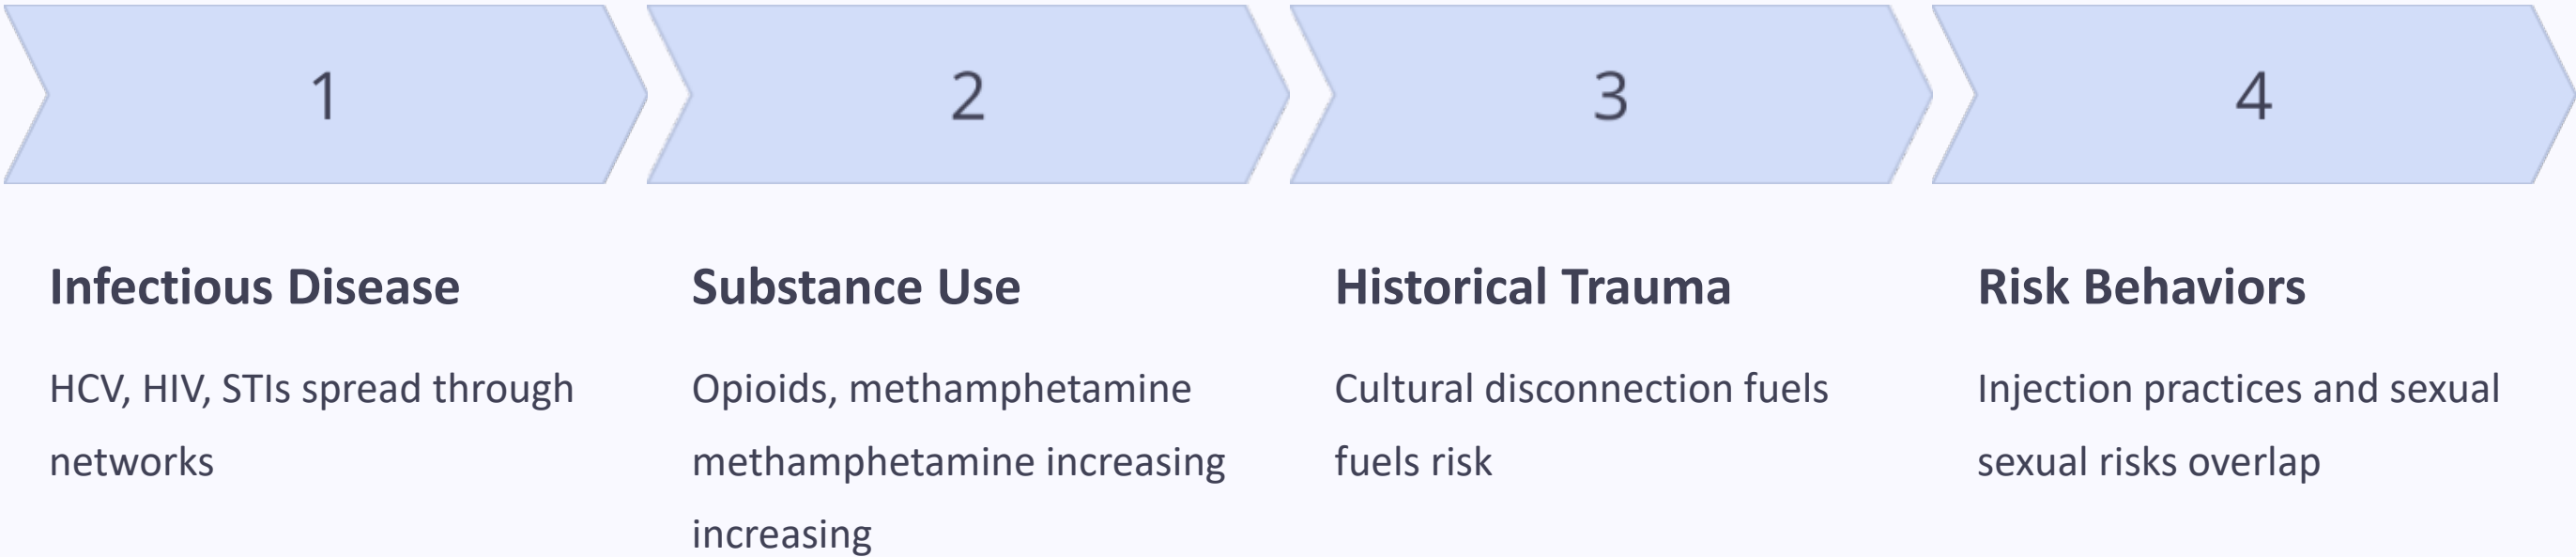 1
2
3
4
Infectious Disease
HCV, HIV, STIs spread through
networks
Substance Use
Opioids, methamphetamine
methamphetamine increasing
increasing
Historical Trauma
Cultural disconnection fuels
fuels risk
Risk Behaviors
Injection practices and sexual
sexual risks overlap